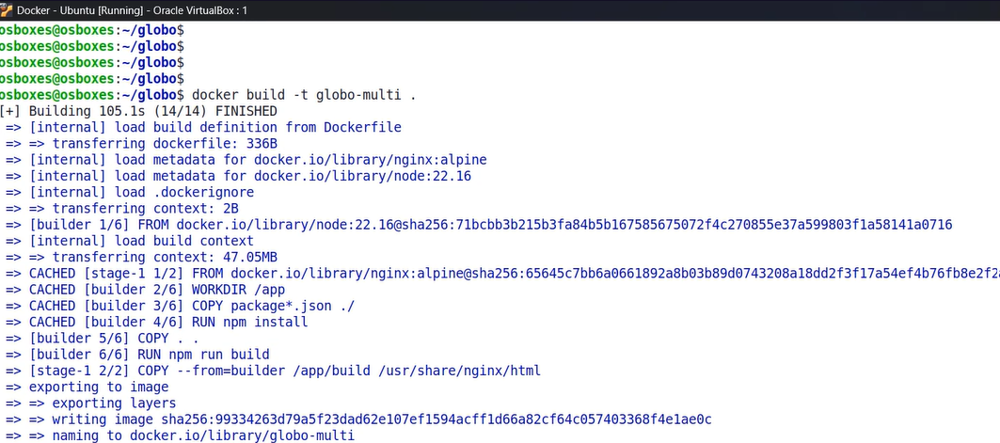 Docker - Ubuntu [Running] - Oracle VirtualBox : 1
osboxes@osboxes:~/globo$
osboxes@osboxes:~/globo$
osboxes@osboxes:~/globo$
osboxes@osboxes:~/globo$
osboxes@osboxes:~/globo$ docker build -t globo-multi .
[+] Building 105.1s (14/14) FINISHED
=> [internal] load build definition from Dockerfile
=> => transferring dockerfile: 336B
=> [internal] load metadata for docker.io/library/nginx:alpine
=> [internal] load metadata for docker.io/library/node:22.16
=> [internal] load .dockerignore
=> => transferring context: 2B
=> [builder 1/6] FROM docker.io/library/node:22.16@sha256:71bcbb3b215b3fa84b5b167585675072f4c270855e37a599803f1a58141a0716
=> [internal] load build context
=> => transferring context: 47.05MB
=> CACHED [stage-1 1/2] FROM docker.io/library/nginx:alpine@sha256:65645c7bb6a0661892a8b03b89d0743208a18dd2f3f17a54ef4b76fb8e2f2a
=> CACHED [builder 2/6] WORKDIR /app
=> CACHED [builder 3/6] COPY package*.json ./
=> CACHED [builder 4/6] RUN npm install
=> [builder 5/6] COPY . .
=> [builder 6/6] RUN npm run build
=> [stage-1 2/2] COPY --from=builder /app/build /usr/share/nginx/html
=> exporting to image
=> => exporting layers
=> => writing image sha256:99334263d79a5f23dad62e107ef1594acff1d66a82cf64c057403368f4e1ae0c
=> => naming to docker.io/library/globo-multi